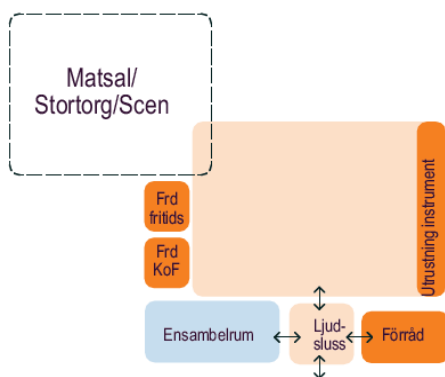 Matsal/
Stortorg/Scen
Utrustning instrument
Frd
fritids
Frd
KoF
Ensambelrum
Ljud-
sluss
Förråd